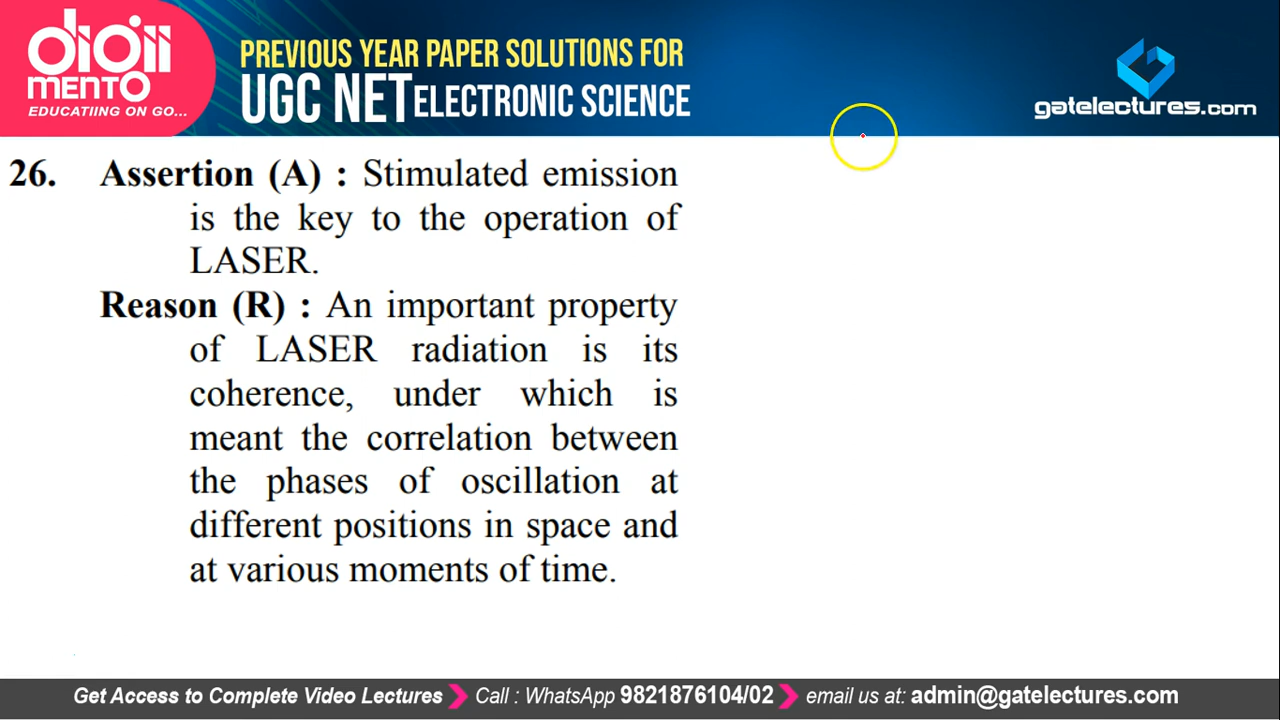 digii
MENTO
EDUCATIING ON GO...
PREVIOUS YEAR PAPER SOLUTIONS FOR
UGC NET ELECTRONIC SCIENCE
gatelectures.com
26. Assertion (A) : Stimulated emission
is the key to the operation of
LASER.
Reason (R) : An important property
of LASER radiation is its
coherence, under which is
meant the correlation between
the phases of oscillation at
different positions in space and
at various moments of time.
Get Access to Complete Video Lectures Call : WhatsApp 9821876104/02 email us at: admin@gatelectures.com